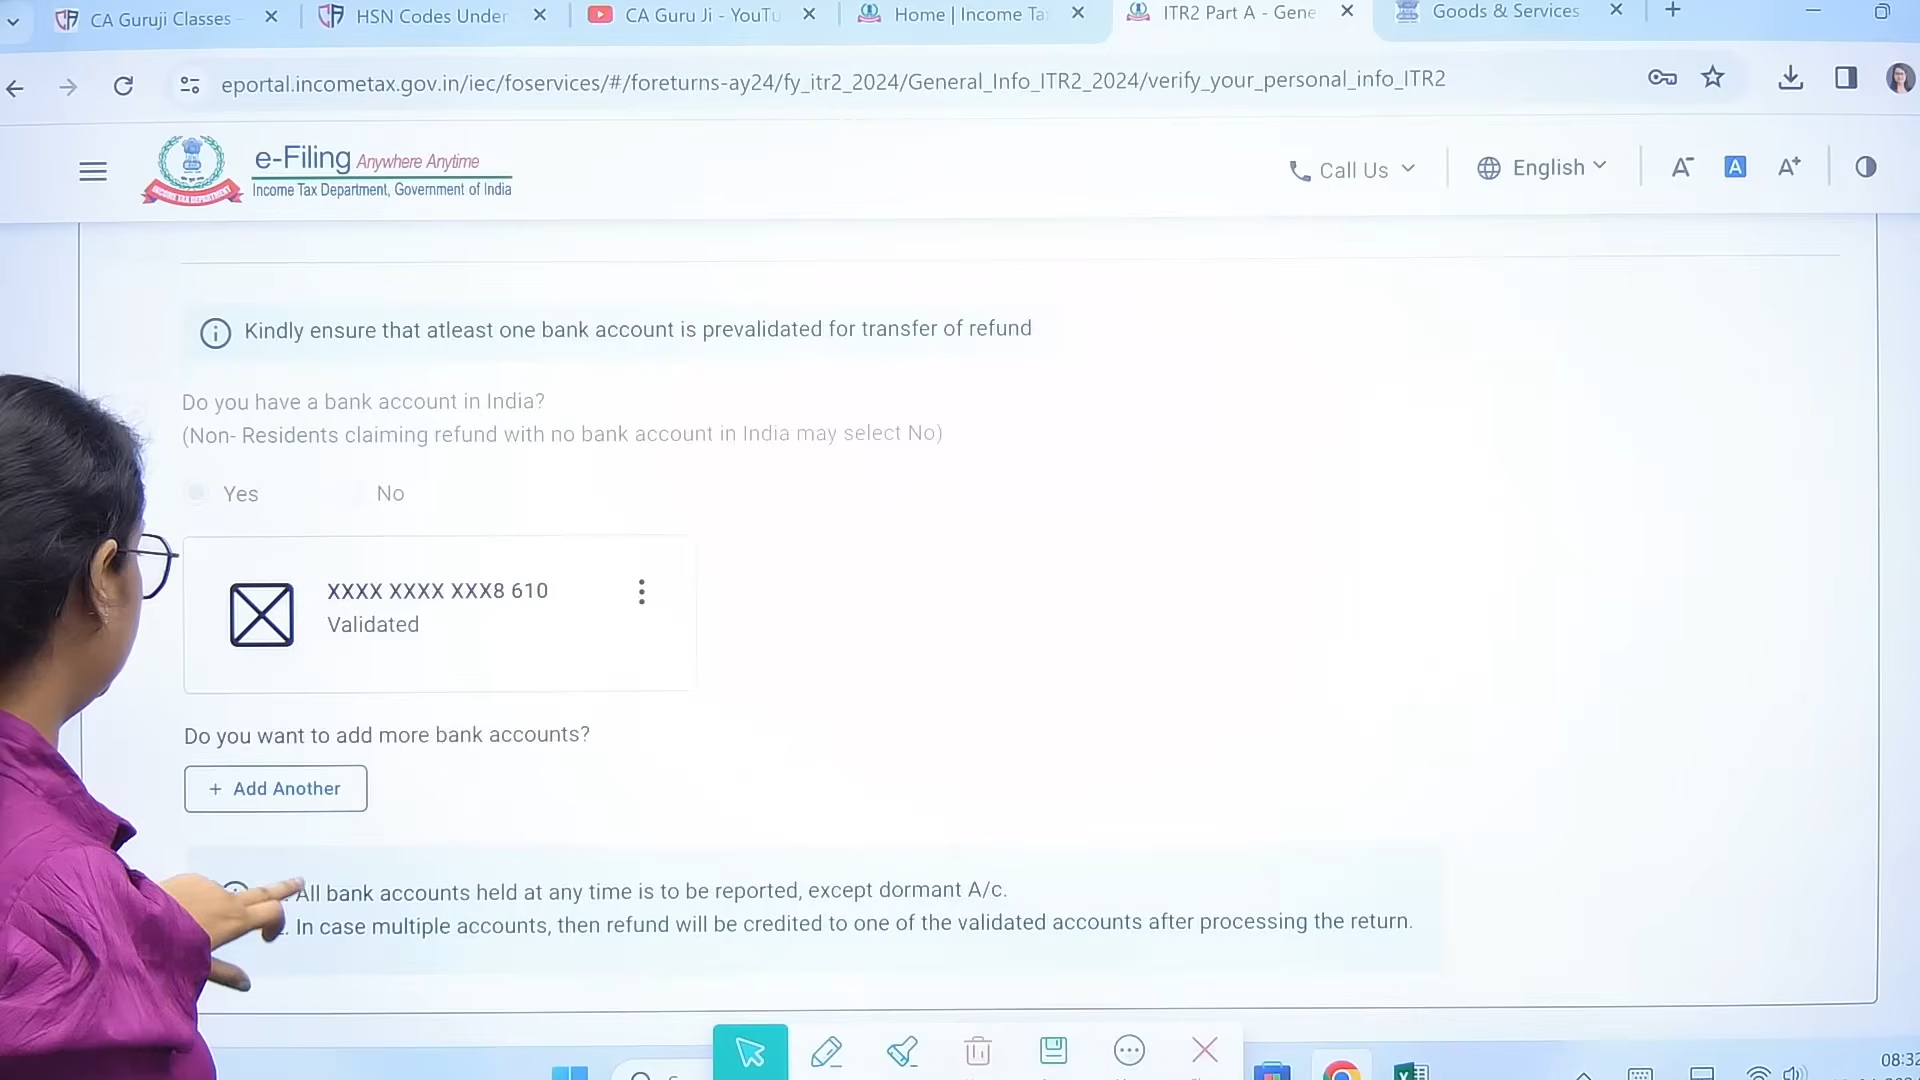 CA Guruji Classes -
HSN Codes Under
CA Guru Ji - YouTu
Home | Income Ta
ITR2 Part A - Gene
Goods & Services
eportal.incometax.gov.in/iec/foservices/#/foreturns-ay24/fy_itr2_2024/General_Info_ITR2_2024/verify_your_personal_info_ITR2
e-Filing Anywhere Anytime
Income Tax Department, Government of India
INCOME TAX DEPARTMENT
Call Us
English
A- A A+
Kindly ensure that atleast one bank account is prevalidated for transfer of refund
Do you have a bank account in India?
(Non- Residents claiming refund with no bank account in India may select No)
Yes No
XXXX XXXX XXX8 610
Validated
Do you want to add more bank accounts?
+ Add Another
All bank accounts held at any time is to be reported, except dormant A/c.
. In case multiple accounts, then refund will be credited to one of the validated accounts after processing the return.
08:32